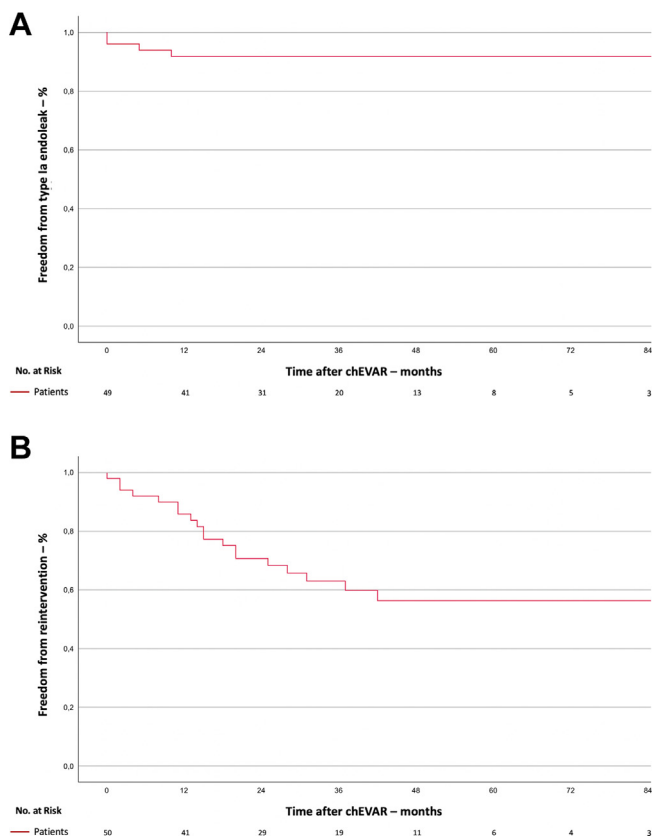 A
Freedom from type Ia endoleak – %
1,0
0,8
0,6
0,4
0,2
0,0
0 12 24 36 48 60 72 84
Time after chEVAR – months
No. at Risk
Patients 49 41 31 20 13 8 5 3
B
Freedom from reintervention – %
1,0
0,8
0,6
0,4
0,2
0,0
0 12 24 36 48 60 72 84
Time after chEVAR – months
No. at Risk
Patients 50 41 29 19 11 6 4 3